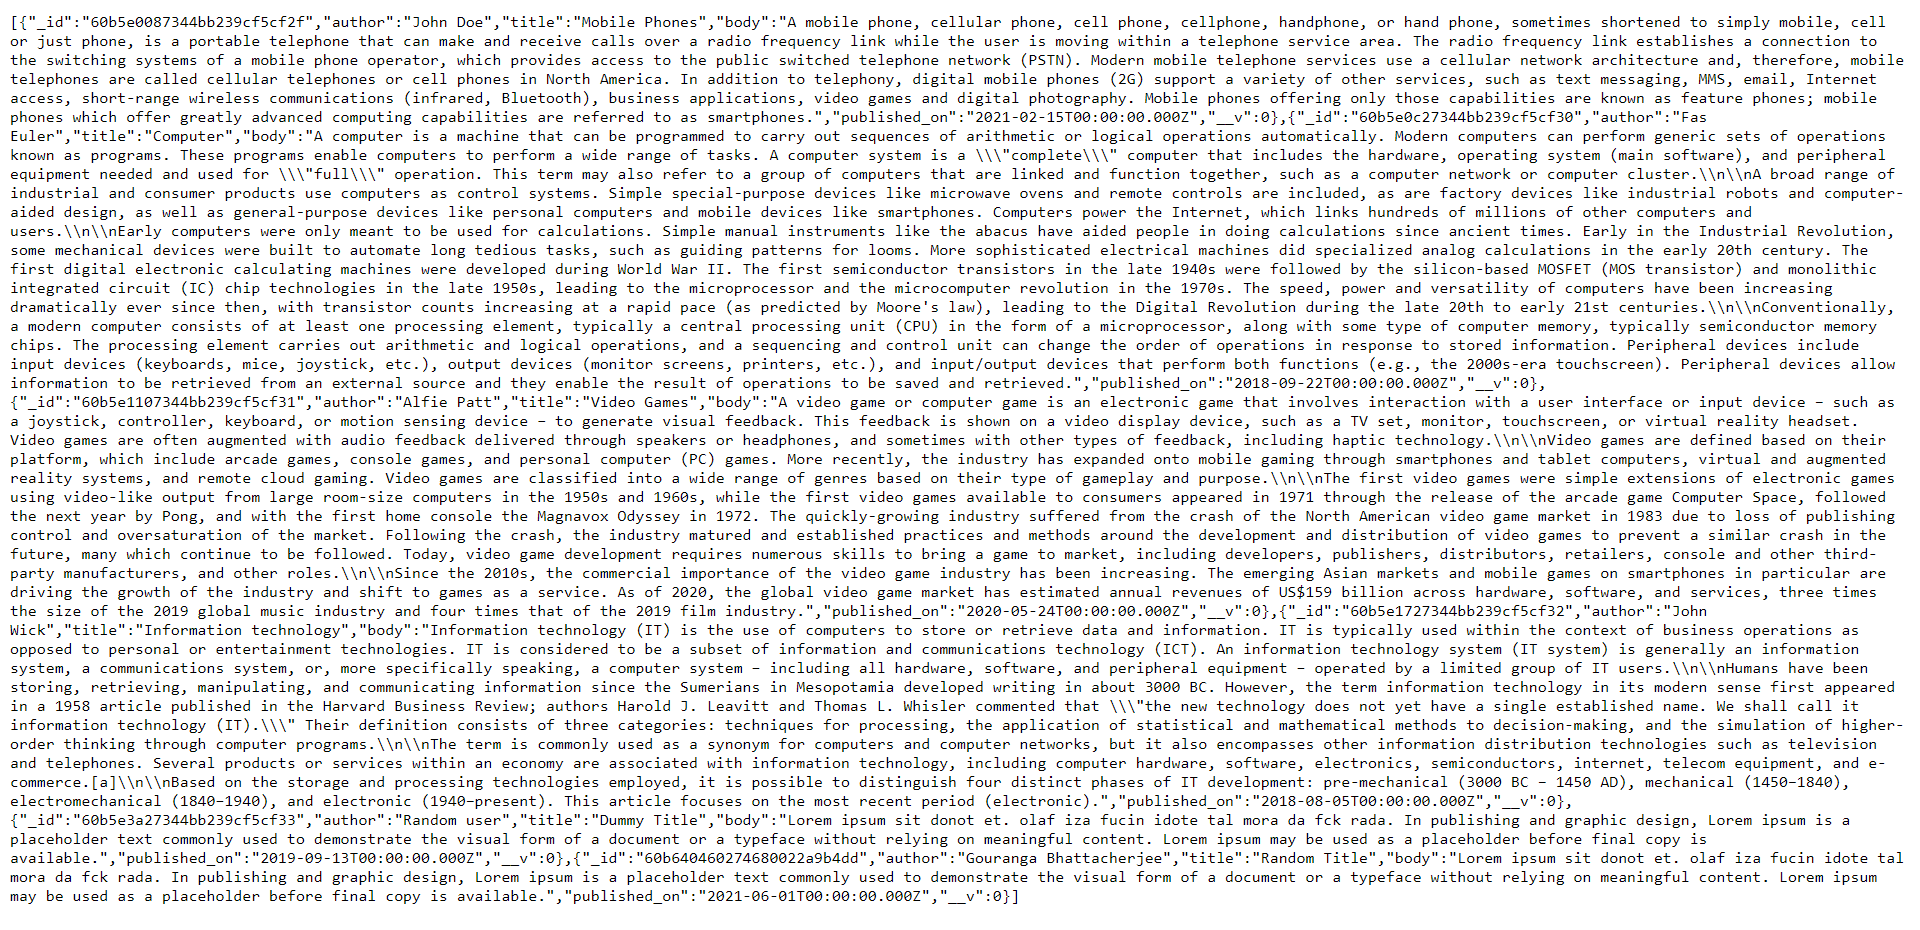 [{"_id":"60b5e0087344bb239cf5cf2f","author":"John Doe","title":"Mobile Phones","body":"A mobile phone, cellular phone, cell phone, cellphone, handphone, or hand phone, sometimes shortened to simply mobile, cell
or just phone, is a portable telephone that can make and receive calls over a radio frequency link while the user is moving within a telephone service area. The radio frequency link establishes a connection to
the switching systems of a mobile phone operator, which provides access to the public switched telephone network (PSTN). Modern mobile telephone services use a cellular network architecture and, therefore, mobile
telephones are called cellular telephones or cell phones in North America. In addition to telephony, digital mobile phones (2G) support a variety of other services, such as text messaging, MMS, email, Internet
access, short-range wireless communications (infrared, Bluetooth), business applications, video games and digital photography. Mobile phones offering only those capabilities are known as feature phones; mobile
phones which offer greatly advanced computing capabilities are referred to as smartphones.","published_on":"2021-02-15T00:00:00.000Z","__v":0},{"_id":"60b5e0c27344bb239cf5cf30","author":"Fas
Euler","title":"Computer","body":"A computer is a machine that can be programmed to carry out sequences of arithmetic or logical operations automatically. Modern computers can perform generic sets of operations
known as programs. These programs enable computers to perform a wide range of tasks. A computer system is a \\\"complete\\\" computer that includes the hardware, operating system (main software), and peripheral
equipment needed and used for \\\"full\\\" operation. This term may also refer to a group of computers that are linked and function together, such as a computer network or computer cluster.\\n\\nA broad range of
industrial and consumer products use computers as control systems. Simple special-purpose devices like microwave ovens and remote controls are included, as are factory devices like industrial robots and computer-
aided design, as well as general-purpose devices like personal computers and mobile devices like smartphones. Computers power the Internet, which links hundreds of millions of other computers and
users.\\n\\nEarly computers were only meant to be used for calculations. Simple manual instruments like the abacus have aided people in doing calculations since ancient times. Early in the Industrial Revolution,
some mechanical devices were built to automate long tedious tasks, such as guiding patterns for looms. More sophisticated electrical machines did specialized analog calculations in the early 20th century. The
first digital electronic calculating machines were developed during World War II. The first semiconductor transistors in the late 1940s were followed by the silicon-based MOSFET (MOS transistor) and monolithic
integrated circuit (IC) chip technologies in the late 1950s, leading to the microprocessor and the microcomputer revolution in the 1970s. The speed, power and versatility of computers have been increasing
dramatically ever since then, with transistor counts increasing at a rapid pace (as predicted by Moore's law), leading to the Digital Revolution during the late 20th to early 21st centuries.\\n\\nConventionally,
a modern computer consists of at least one processing element, typically a central processing unit (CPU) in the form of a microprocessor, along with some type of computer memory, typically semiconductor memory
chips. The processing element carries out arithmetic and logical operations, and a sequencing and control unit can change the order of operations in response to stored information. Peripheral devices include
input devices (keyboards, mice, joystick, etc.), output devices (monitor screens, printers, etc.), and input/output devices that perform both functions (e.g., the 2000s-era touchscreen). Peripheral devices allow
information to be retrieved from an external source and they enable the result of operations to be saved and retrieved.","published_on":"2018-09-22T00:00:00.000Z","__v":0},
{"_id":"60b5e1107344bb239cf5cf31","author":"Alfie Patt","title":"Video Games","body":"A video game or computer game is an electronic game that involves interaction with a user interface or input device – such as
a joystick, controller, keyboard, or motion sensing device – to generate visual feedback. This feedback is shown on a video display device, such as a TV set, monitor, touchscreen, or virtual reality headset.
Video games are often augmented with audio feedback delivered through speakers or headphones, and sometimes with other types of feedback, including haptic technology.\\n\\nVideo games are defined based on their
platform, which include arcade games, console games, and personal computer (PC) games. More recently, the industry has expanded onto mobile gaming through smartphones and tablet computers, virtual and augmented
reality systems, and remote cloud gaming. Video games are classified into a wide range of genres based on their type of gameplay and purpose.\\n\\nThe first video games were simple extensions of electronic games
using video-like output from large room-size computers in the 1950s and 1960s, while the first video games available to consumers appeared in 1971 through the release of the arcade game Computer Space, followed
the next year by Pong, and with the first home console the Magnavox Odyssey in 1972. The quickly-growing industry suffered from the crash of the North American video game market in 1983 due to loss of publishing
control and oversaturation of the market. Following the crash, the industry matured and established practices and methods around the development and distribution of video games to prevent a similar crash in the
future, many which continue to be followed. Today, video game development requires numerous skills to bring a game to market, including developers, publishers, distributors, retailers, console and other third-
party manufacturers, and other roles.\\n\\nSince the 2010s, the commercial importance of the video game industry has been increasing. The emerging Asian markets and mobile games on smartphones in particular are
driving the growth of the industry and shift to games as a service. As of 2020, the global video game market has estimated annual revenues of US$159 billion across hardware, software, and services, three times
the size of the 2019 global music industry and four times that of the 2019 film industry.","published_on":"2020-05-24T00:00:00.000Z","__v":0},{"_id":"60b5e1727344bb239cf5cf32","author":"John
Wick","title":"Information technology","body":"Information technology (IT) is the use of computers to store or retrieve data and information. IT is typically used within the context of business operations as
opposed to personal or entertainment technologies. IT is considered to be a subset of information and communications technology (ICT). An information technology system (IT system) is generally an information
system, a communications system, or, more specifically speaking, a computer system – including all hardware, software, and peripheral equipment – operated by a limited group of IT users.\\n\\nHumans have been
storing, retrieving, manipulating, and communicating information since the Sumerians in Mesopotamia developed writing in about 3000 BC. However, the term information technology in its modern sense first appeared
in a 1958 article published in the Harvard Business Review; authors Harold J. Leavitt and Thomas L. Whisler commented that \\\"the new technology does not yet have a single established name. We shall call it
information technology (IT).\\\" Their definition consists of three categories: techniques for processing, the application of statistical and mathematical methods to decision-making, and the simulation of higher-
order thinking through computer programs.\\n\\nThe term is commonly used as a synonym for computers and computer networks, but it also encompasses other information distribution technologies such as television
and telephones. Several products or services within an economy are associated with information technology, including computer hardware, software, electronics, semiconductors, internet, telecom equipment, and e-
commerce.[a]\\n\\nBased on the storage and processing technologies employed, it is possible to distinguish four distinct phases of IT development: pre-mechanical (3000 BC – 1450 AD), mechanical (1450–1840),
electromechanical (1840–1940), and electronic (1940–present). This article focuses on the most recent period (electronic).","published_on":"2018-08-05T00:00:00.000Z","__v":0},
{"_id":"60b5e3a27344bb239cf5cf33","author":"Random user","title":"Dummy Title","body":"Lorem ipsum sit donot et. olaf iza fucin idote tal mora da fck rada. In publishing and graphic design, Lorem ipsum is a
placeholder text commonly used to demonstrate the visual form of a document or a typeface without relying on meaningful content. Lorem ipsum may be used as a placeholder before final copy is
available.","published_on":"2019-09-13T00:00:00.000Z","__v":0},{"_id":"60b640460274680022a9b4dd","author":"Gouranga Bhattacherjee","title":"Random Title","body":"Lorem ipsum sit donot et. olaf iza fucin idote tal
mora da fck rada. In publishing and graphic design, Lorem ipsum is a placeholder text commonly used to demonstrate the visual form of a document or a typeface without relying on meaningful content. Lorem ipsum
may be used as a placeholder before final copy is available.","published_on":"2021-06-01T00:00:00.000Z","__v":0}]